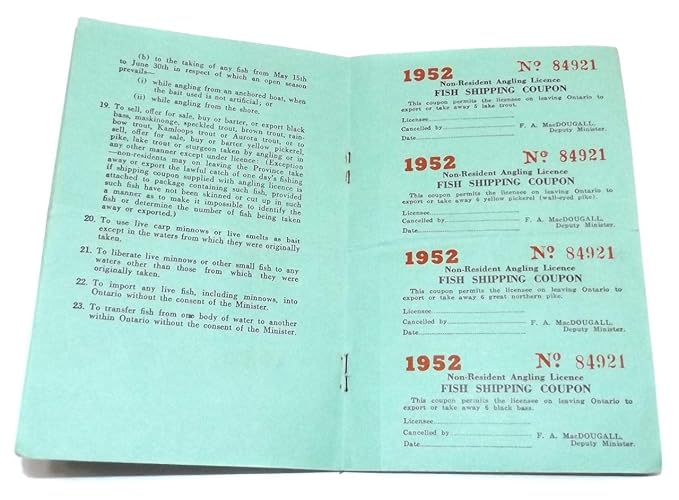 (b) to the taking of any fish from May 15th
to June 30th in respect of which an open season
prevails—
(i) while angling from an anchored boat, when
the bait used is not artificial; or
(ii) while angling from the shore.
19. To sell, offer for sale, buy or barter, or export black
bass, maskinonge, speckled trout, brown trout, rain-
bow trout, Kamloops trout or Aurora trout, or to
sell, offer for sale, buy or barter yellow pickerel,
pike, lake trout or sturgeon taken by angling or in
any other manner except under licence: (Exception
—non-residents may on leaving the Province take
away or export the lawful catch of one day's fishing
if shipping coupon supplied with angling licence is
attached to package containing such fish, provided
such fish have not been skinned or cut up in such
a manner as to make it impossible to identify the
fish or determine the number of fish being taken
away or exported.)
20. To use live carp minnows or live smelts as bait
except in the waters from which they were originally
taken.
21. To liberate live minnows or other small fish to any
waters other than those from which they were
originally taken.
22. To import any live fish, including minnows, into
Ontario without the consent of the Minister.
23. To transfer fish from one body of water to another
within Ontario without the consent of the Minister.
1952 Nº 84921
Non-Resident Angling Licence
FISH SHIPPING COUPON
This coupon permits the licensee on leaving Ontario to
export or take away 5 lake trout.
Licensee
Cancelled by F. A. MacDOUGALL,
Date Deputy Minister.
1952 Nº 84921
Non-Resident Angling Licence
FISH SHIPPING COUPON
This coupon permits the licensee on leaving Ontario to
export or take away 6 yellow pickerel (wall-eyed pike).
Licensee
Cancelled by F. A. MacDOUGALL,
Date Deputy Minister.
1952 Nº 84921
Non-Resident Angling Licence
FISH SHIPPING COUPON
This coupon permits the licensee on leaving Ontario to
export or take away 6 great northern pike.
Licensee
Cancelled by F. A. MacDOUGALL,
Date Deputy Minister.
1952 Nº 84921
Non-Resident Angling Licence
FISH SHIPPING COUPON
This coupon permits the licensee on leaving Ontario to
export or take away 6 black bass.
Licensee
Cancelled by F. A. MacDOUGALL,
Date Deputy Minister.